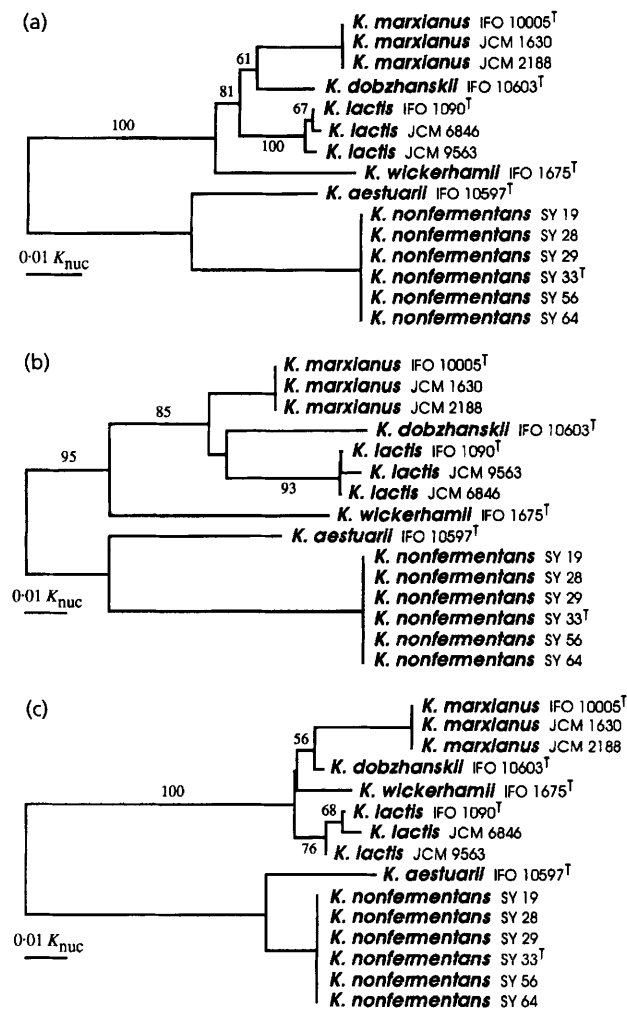 (a)
K. marxianus IFO 10005T
K. marxianus JCM 1630
K. marxianus JCM 2188
61
K. dobzhanskii IFO 10603T
81
67
K. lactis IFO 1090T
K. lactis JCM 6846
100
100
K. lactis JCM 9563
K. wickerhamii IFO 1675T
K. aestuarii IFO 10597T
K. nonfermentans SY 19
K. nonfermentans SY 28
K. nonfermentans SY 29
K. nonfermentans SY 33T
K. nonfermentans SY 56
K. nonfermentans SY 64
0·01 Knuc
(b)
K. marxianus IFO 10005T
K. marxianus JCM 1630
K. marxianus JCM 2188
85
K. dobzhanskii IFO 10603T
K. lactis IFO 1090T
95
K. lactis JCM 9563
93
K. lactis JCM 6846
K. wickerhamii IFO 1675T
K. aestuarii IFO 10597T
K. nonfermentans SY 19
K. nonfermentans SY 28
K. nonfermentans SY 29
K. nonfermentans SY 33T
K. nonfermentans SY 56
K. nonfermentans SY 64
0·01 Knuc
(c)
K. marxianus IFO 10005T
K. marxianus JCM 1630
K. marxianus JCM 2188
56
K. dobzhanskii IFO 10603T
100
K. wickerhamii IFO 1675T
68
K. lactis IFO 1090T
K. lactis JCM 6846
76
K. lactis JCM 9563
K. aestuarii IFO 10597T
K. nonfermentans SY 19
K. nonfermentans SY 28
K. nonfermentans SY 29
K. nonfermentans SY 33T
K. nonfermentans SY 56
K. nonfermentans SY 64
0·01 Knuc